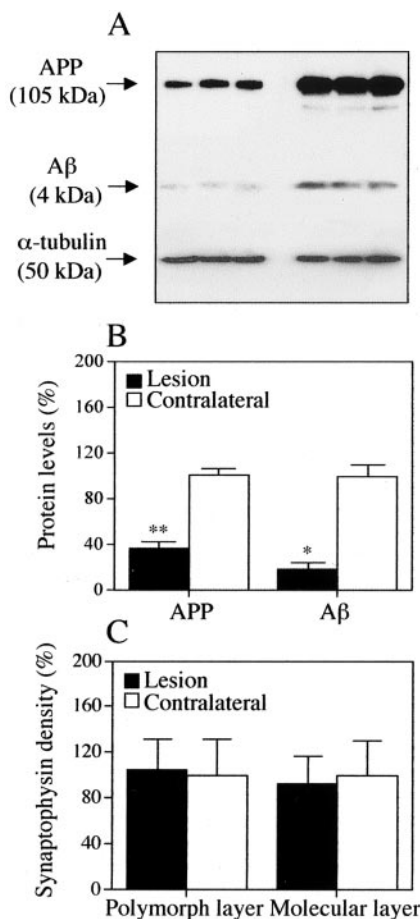 A
APP
(105 kDa)
Aβ
(4 kDa)
α-tubulin
(50 kDa)
B
200
160
120
80
40
0
Protein levels (%)
Lesion
Contralateral
**
*
APP Aβ
C
200
160
120
80
40
0
Synaptophysin density (%)
Lesion
Contralateral
Polymorph layer Molecular layer